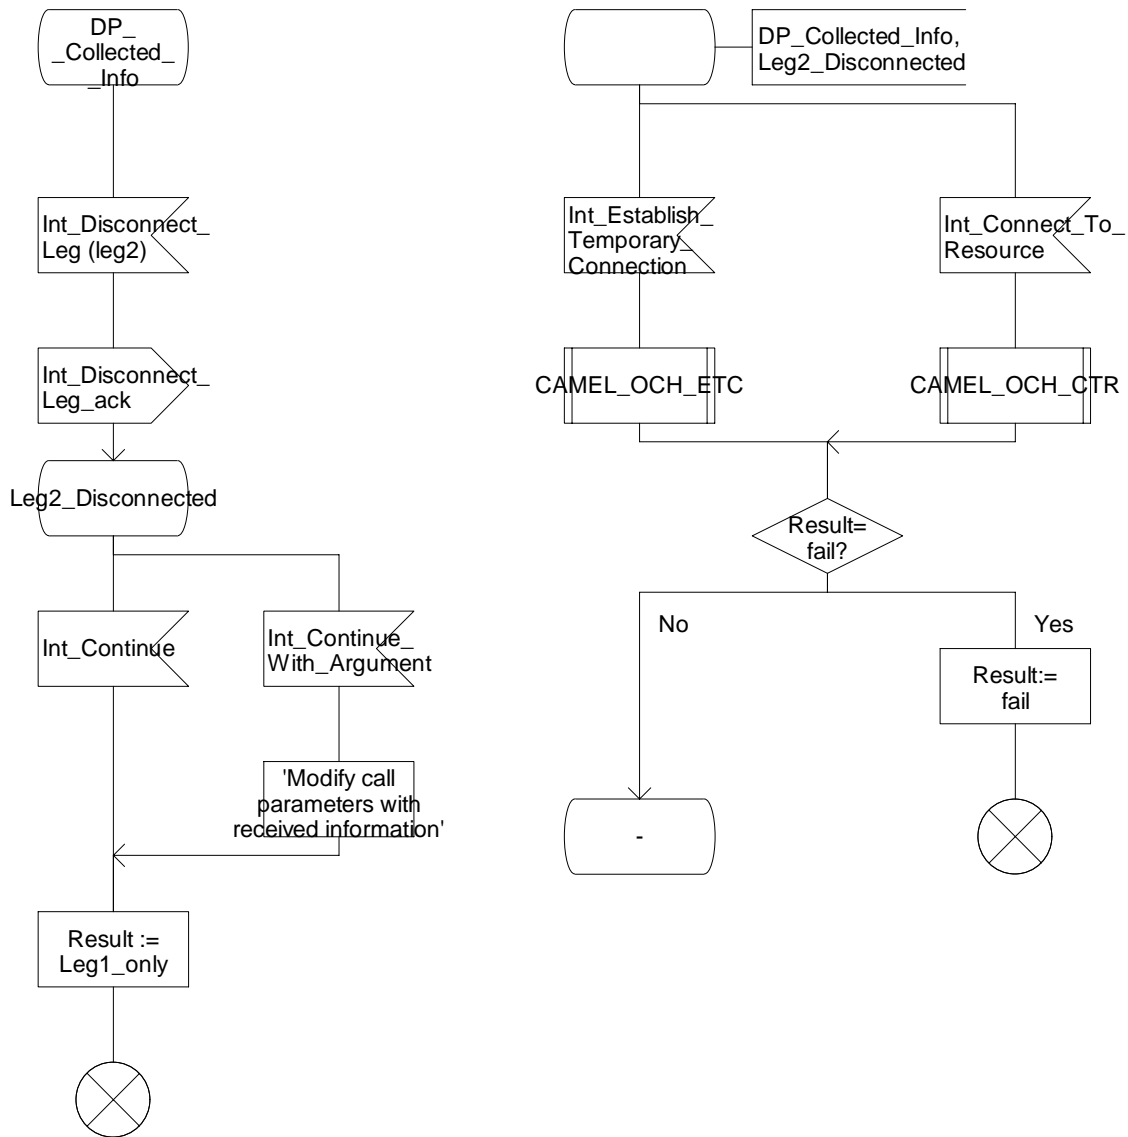 DP_
_Collected_
_Info
Int_Disconnect_
Leg (leg2)
Int_Disconnect_
Leg_ack
Leg2_Disconnected
Int_Continue
Int_Continue_
With_Argument
'Modify call
parameters with
received information'
Result :=
Leg1_only
DP_Collected_Info,
Leg2_Disconnected
Int_Establish_
Temporary_
Connection
Int_Connect_To_
Resource
CAMEL_OCH_ETC
CAMEL_OCH_CTR
Result=
fail?
No
Yes
Result:=
fail
-